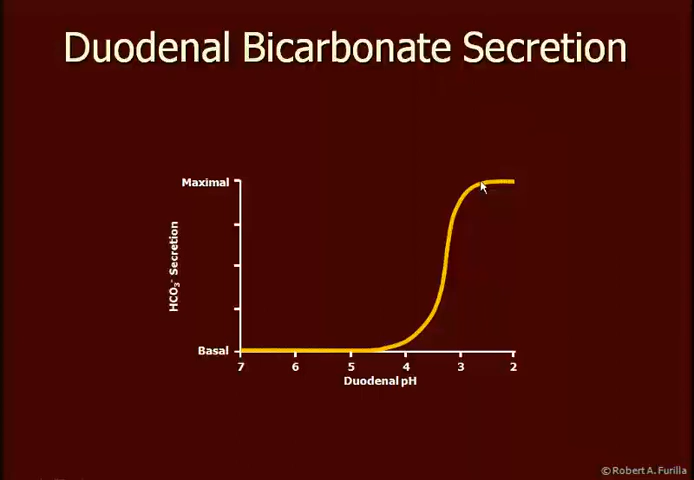 Duodenal Bicarbonate Secretion
Maximal
HCO₃⁻ Secretion
Basal
7 6 5 4 3 2
Duodenal pH
© Robert A. Furilla